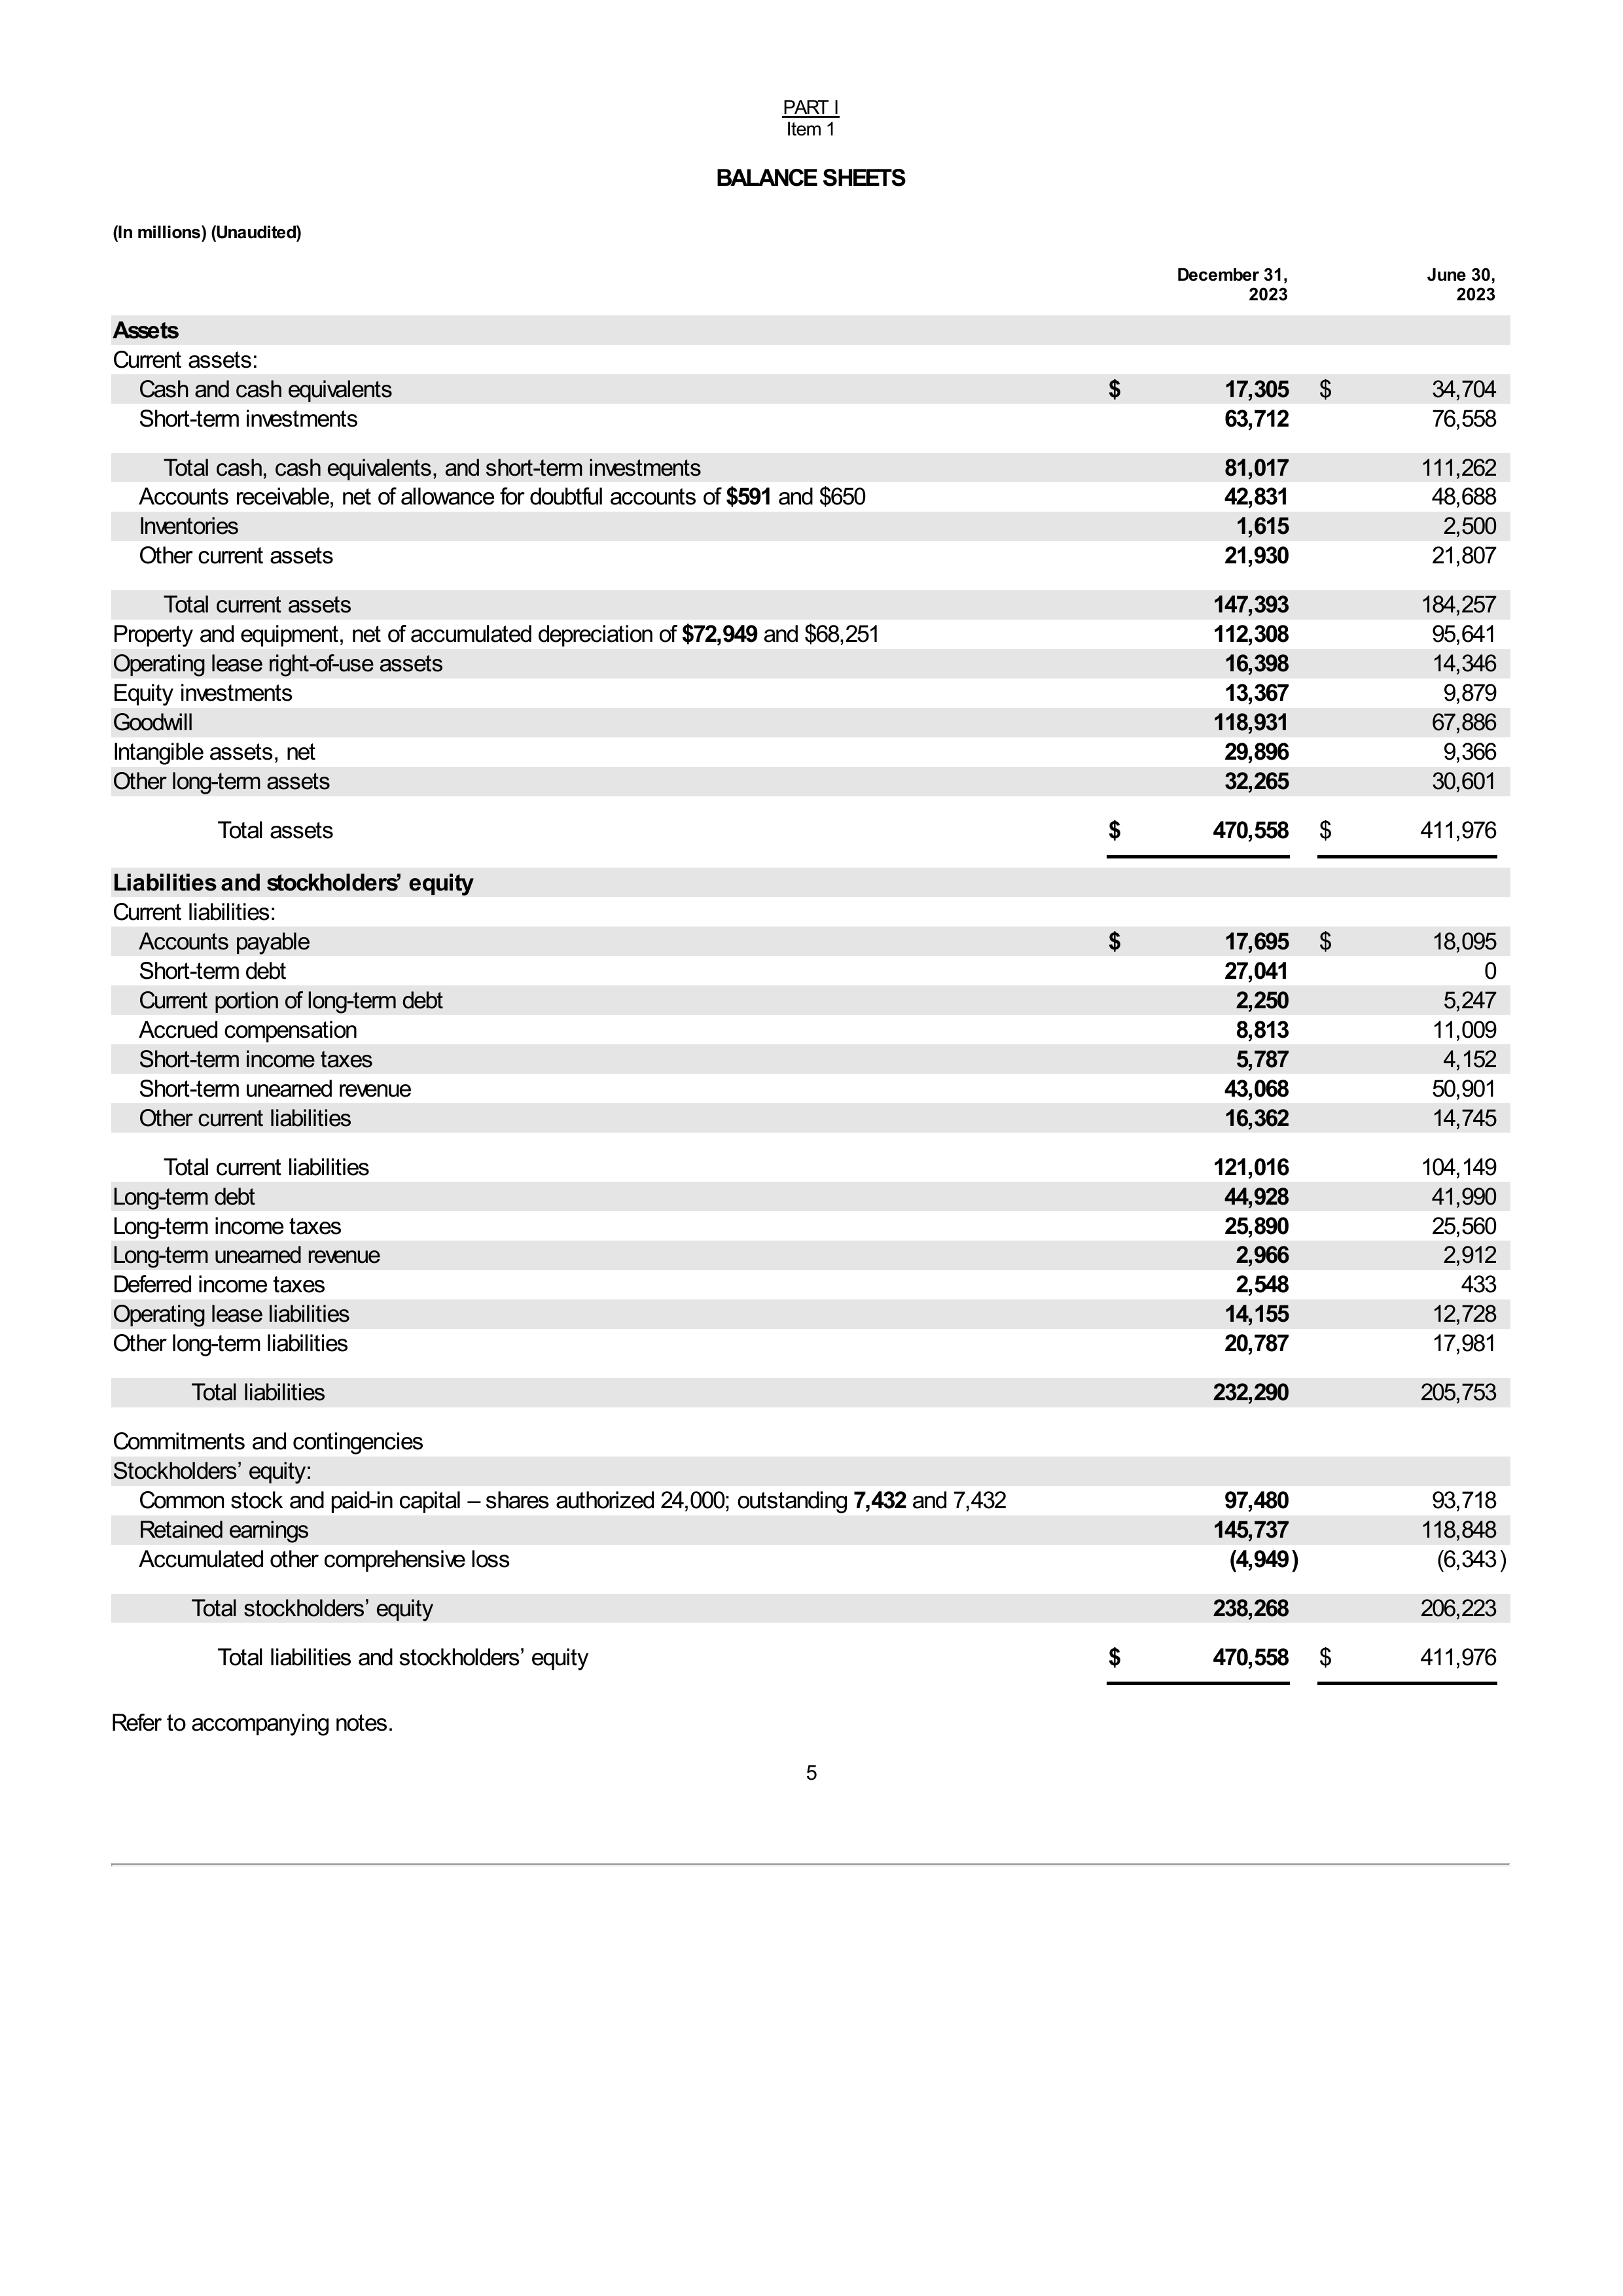 PART I
Item 1
BALANCE SHEETS
(In millions) (Unaudited)
December 31, June 30,
2023 2023
Assets
Current assets:
Cash and cash equivalents $ 17,305 $ 34,704
Short-term investments 63,712 76,558
Total cash, cash equivalents, and short-term investments 81,017 111,262
Accounts receivable, net of allowance for doubtful accounts of $591 and $650 42,831 48,688
Inventories 1,615 2,500
Other current assets 21,930 21,807
Total current assets 147,393 184,257
Property and equipment, net of accumulated depreciation of $72,949 and $68,251 112,308 95,641
Operating lease right-of-use assets 16,398 14,346
Equity investments 13,367 9,879
Goodwill 118,931 67,886
Intangible assets, net 29,896 9,366
Other long-term assets 32,265 30,601
Total assets $ 470,558 $ 411,976
Liabilities and stockholders’ equity
Current liabilities:
Accounts payable $ 17,695 $ 18,095
Short-term debt 27,041 0
Current portion of long-term debt 2,250 5,247
Accrued compensation 8,813 11,009
Short-term income taxes 5,787 4,152
Short-term unearned revenue 43,068 50,901
Other current liabilities 16,362 14,745
Total current liabilities 121,016 104,149
Long-term debt 44,928 41,990
Long-term income taxes 25,890 25,560
Long-term unearned revenue 2,966 2,912
Deferred income taxes 2,548 433
Operating lease liabilities 14,155 12,728
Other long-term liabilities 20,787 17,981
Total liabilities 232,290 205,753
Commitments and contingencies
Stockholders’ equity:
Common stock and paid-in capital – shares authorized 24,000; outstanding 7,432 and 7,432 97,480 93,718
Retained earnings 145,737 118,848
Accumulated other comprehensive loss (4,949) (6,343)
Total stockholders’ equity 238,268 206,223
Total liabilities and stockholders’ equity $ 470,558 $ 411,976
Refer to accompanying notes.
5